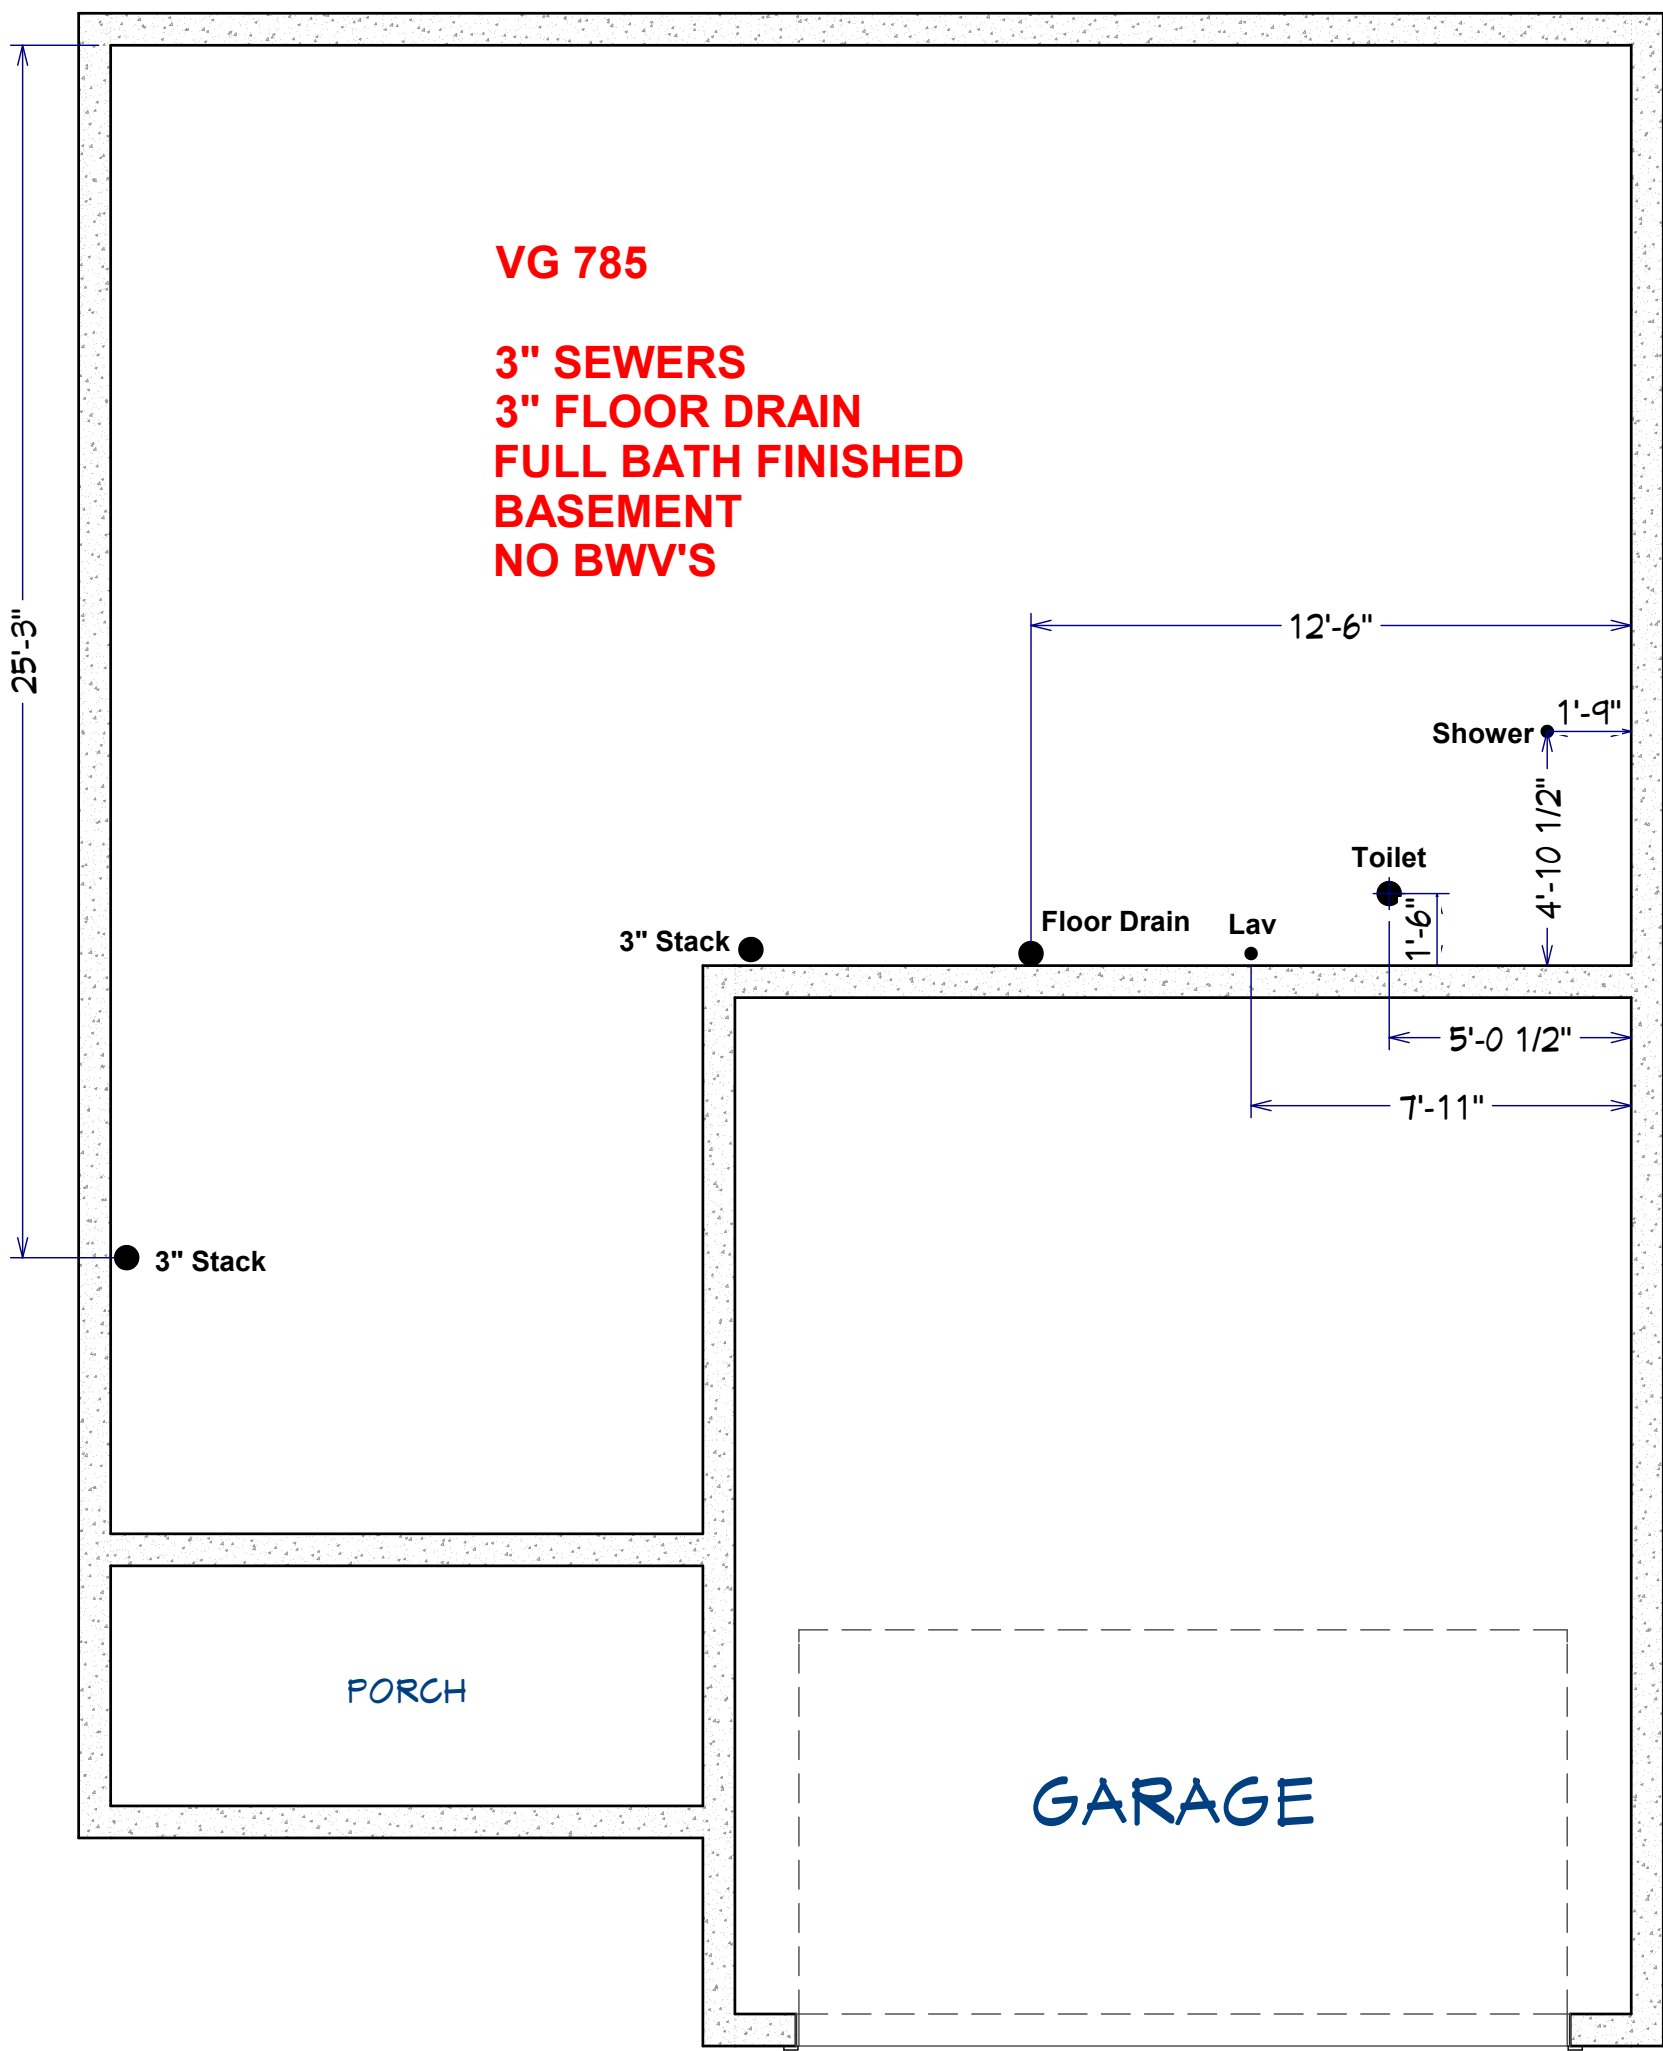 VG 785
3" SEWERS
3" FLOOR DRAIN
FULL BATH FINISHED
BASEMENT
NO BWV'S
25'-3"
12'-6"
1'-9"
Shower
4'-10 1/2"
Toilet
1'-6"
Floor Drain
Lav
3" Stack
5'-0 1/2"
7'-11"
3" Stack
PORCH
GARAGE